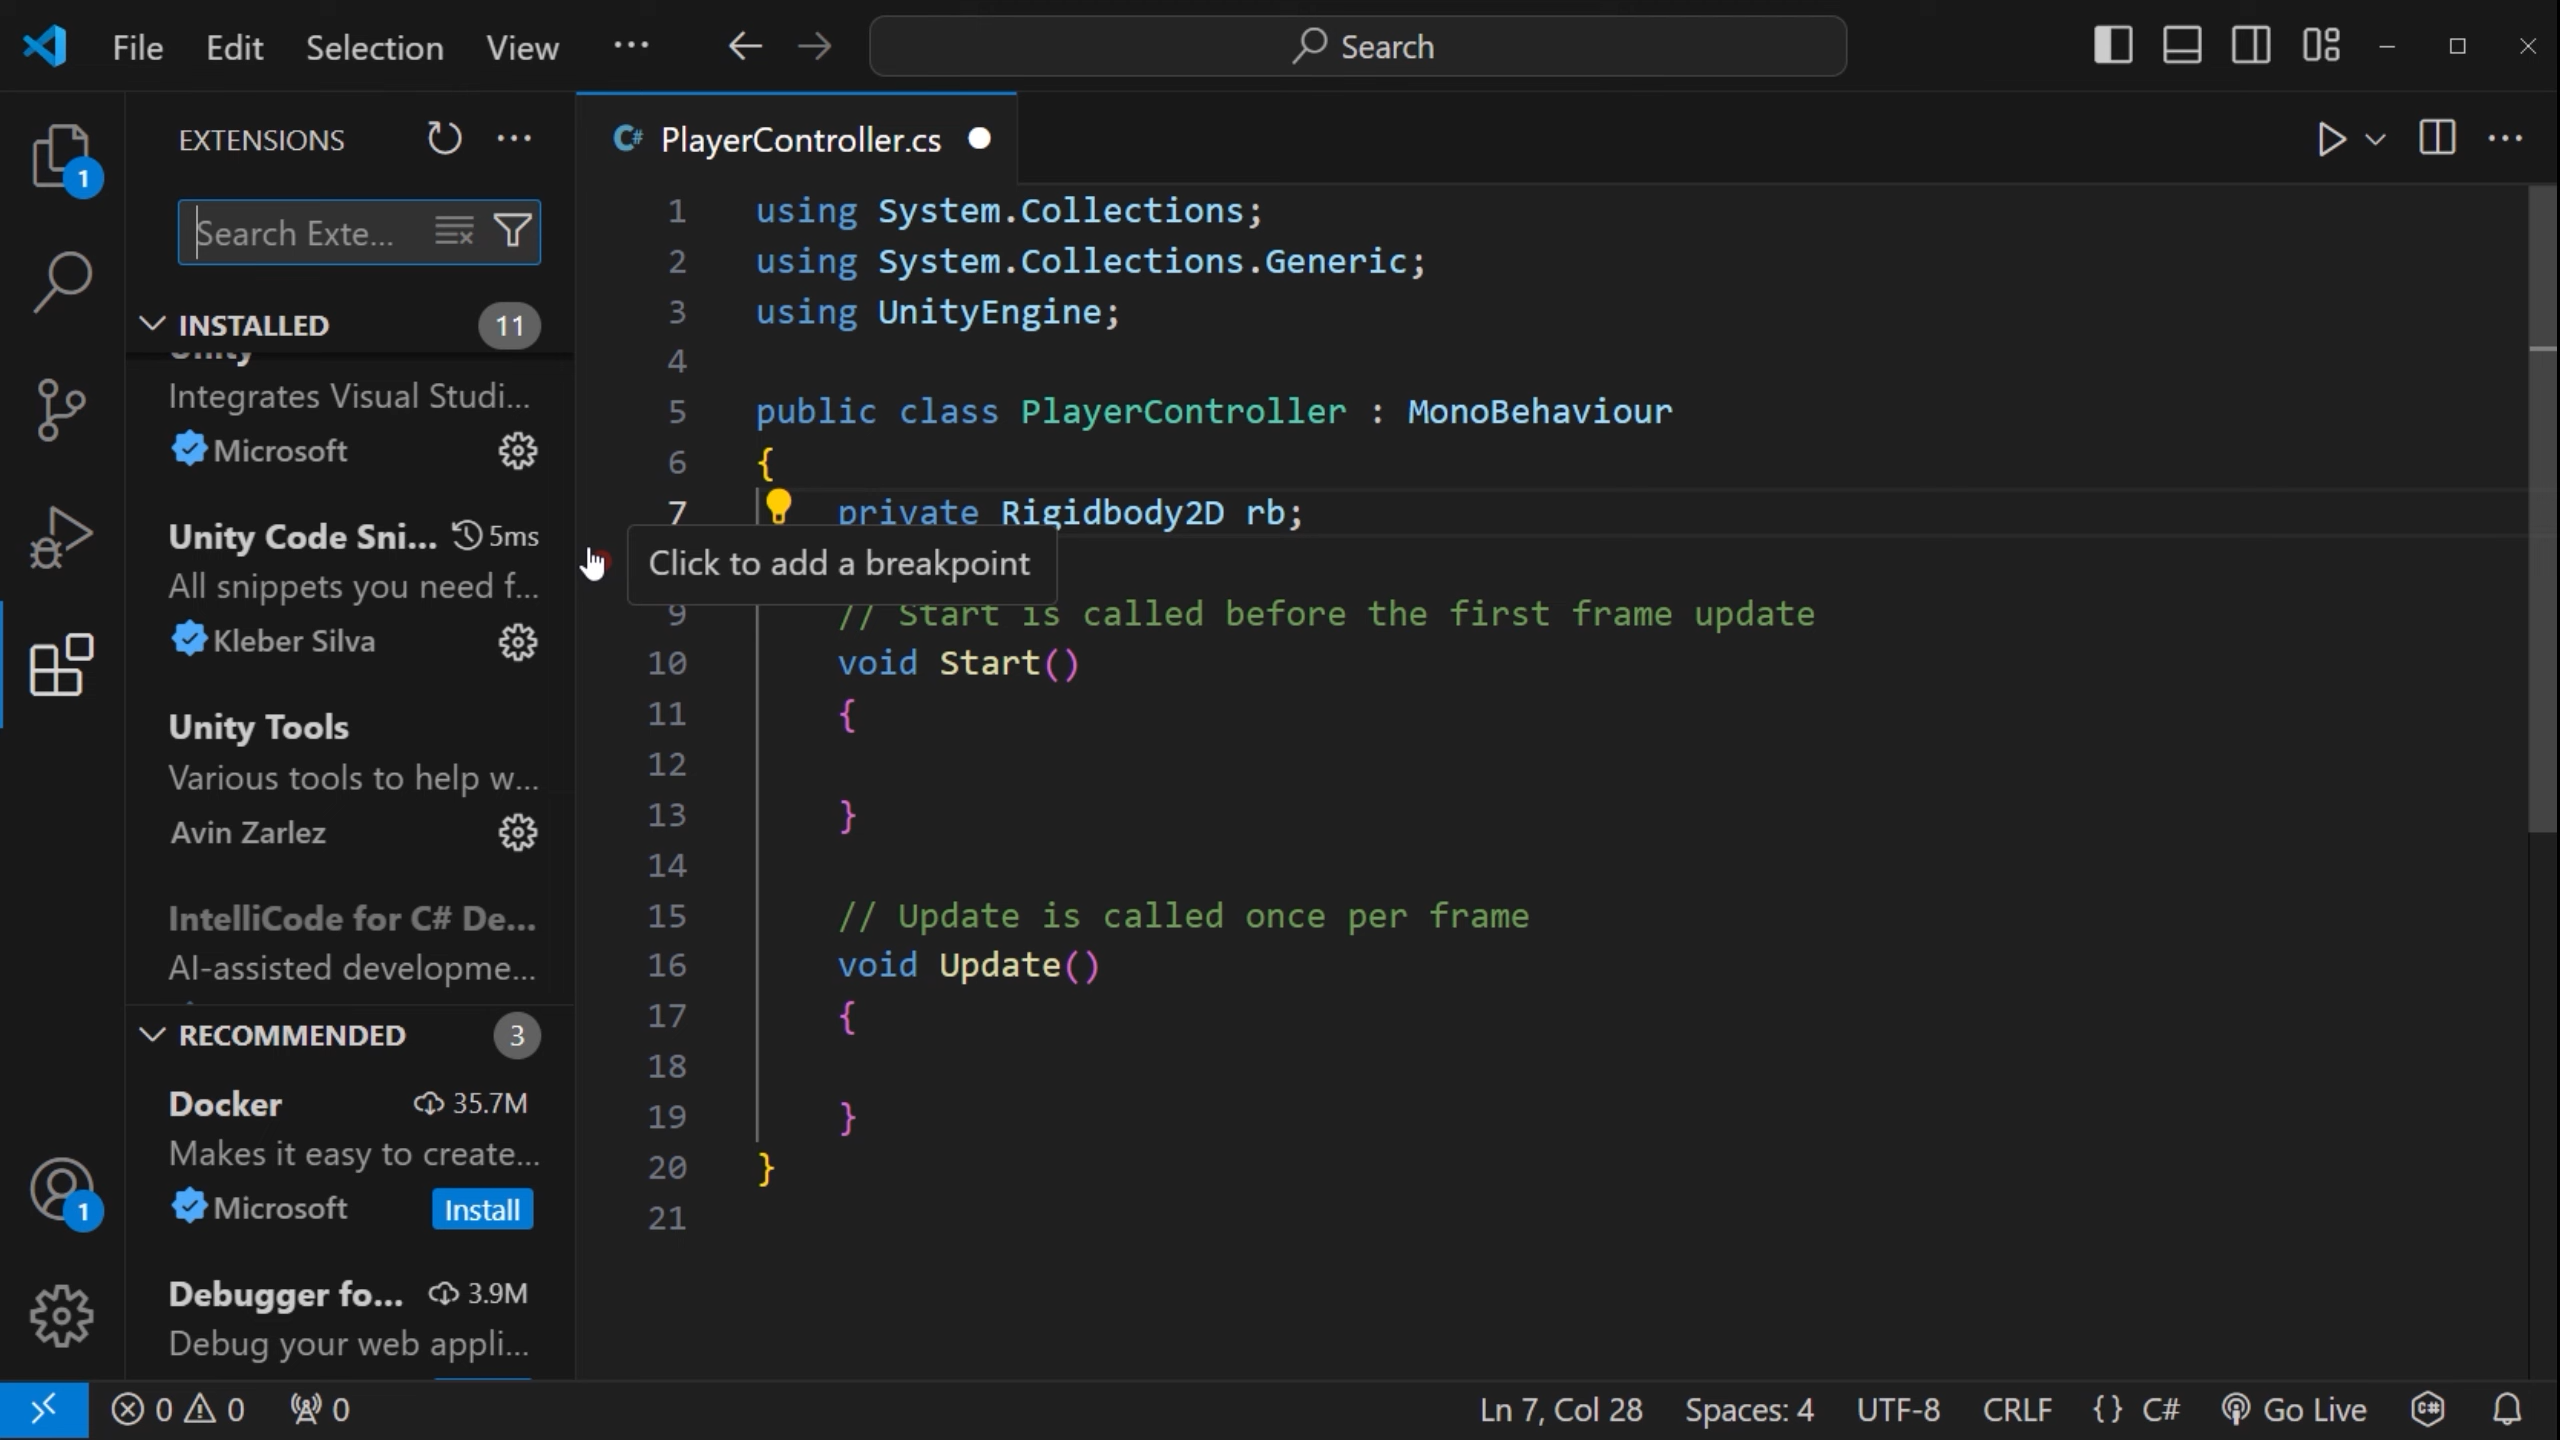 File Edit Selection View ··· Search
EXTENSIONS ···
Search Exte...
INSTALLED 11
Unity
Integrates Visual Studi...
Microsoft
Unity Code Sni... 5ms
All snippets you need f...
Kleber Silva
Unity Tools
Various tools to help w...
Avin Zarlez
IntelliCode for C# De...
AI-assisted developme...
RECOMMENDED 3
Docker 35.7M
Makes it easy to create...
Microsoft Install
Debugger fo... 3.9M
Debug your web appli...
1
1
C# PlayerController.cs
1 using System.Collections;
2 using System.Collections.Generic;
3 using UnityEngine;
4
5 public class PlayerController : MonoBehaviour
6 {
7 private Rigidbody2D rb;
Click to add a breakpoint
9 // Start is called before the first frame update
10 void Start()
11 {
12
13 }
14
15 // Update is called once per frame
16 void Update()
17 {
18
19 }
20 }
21
0 0 0 Ln 7, Col 28 Spaces: 4 UTF-8 CRLF {} C# Go Live C#